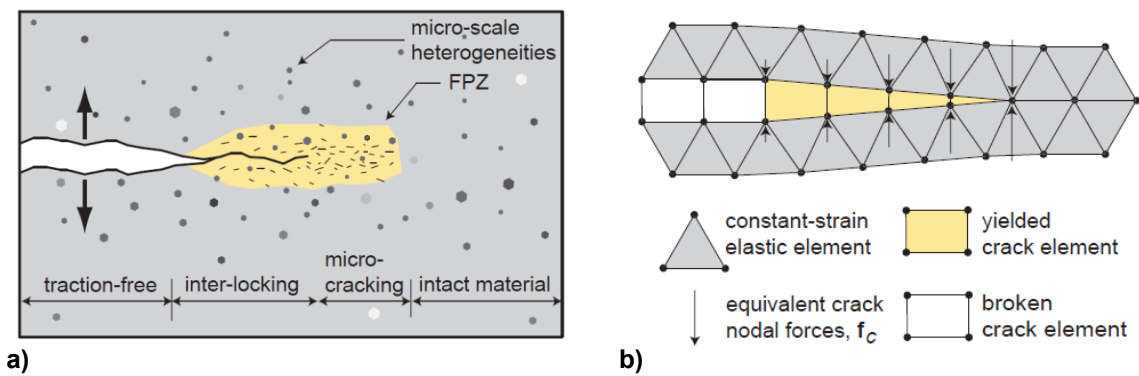 micro-scale
heterogeneities
FPZ
traction-free
inter-locking
micro-
cracking
intact material
a)
constant-strain
elastic element
yielded
crack element
equivalent crack
nodal forces, f_c
broken
crack element
b)